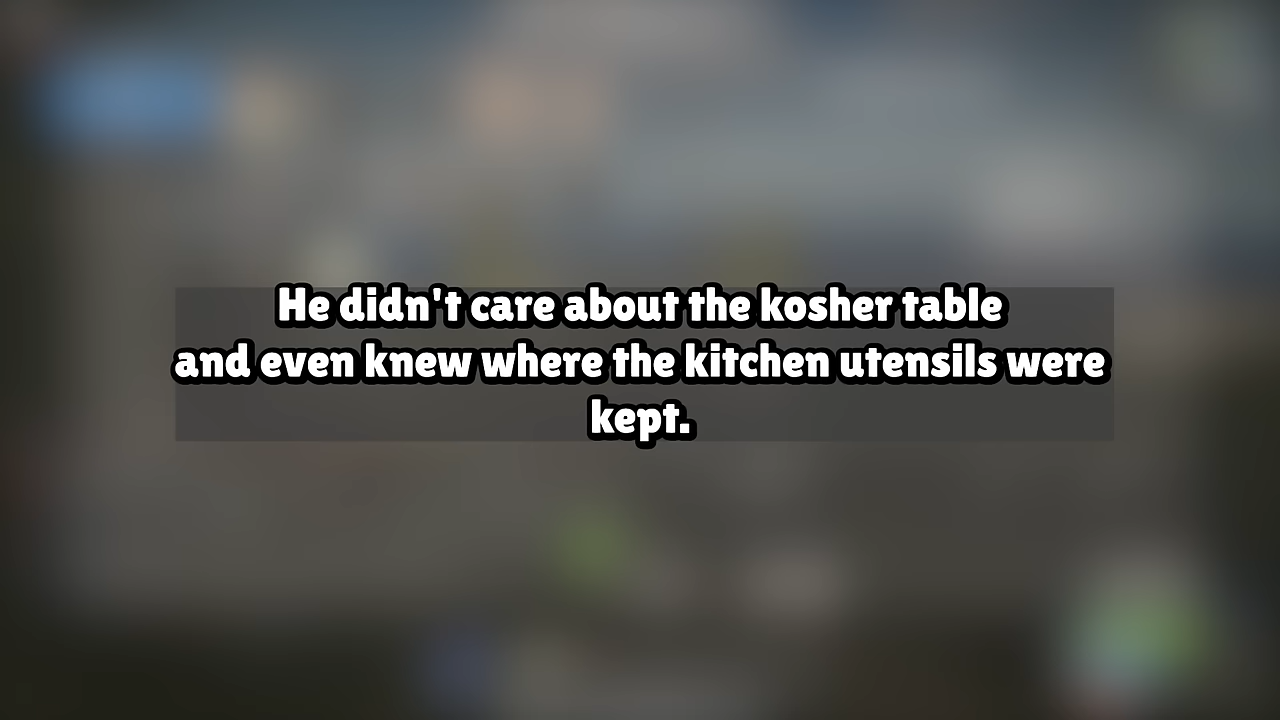 He didn't care about the kosher table
and even knew where the kitchen utensils were
kept.